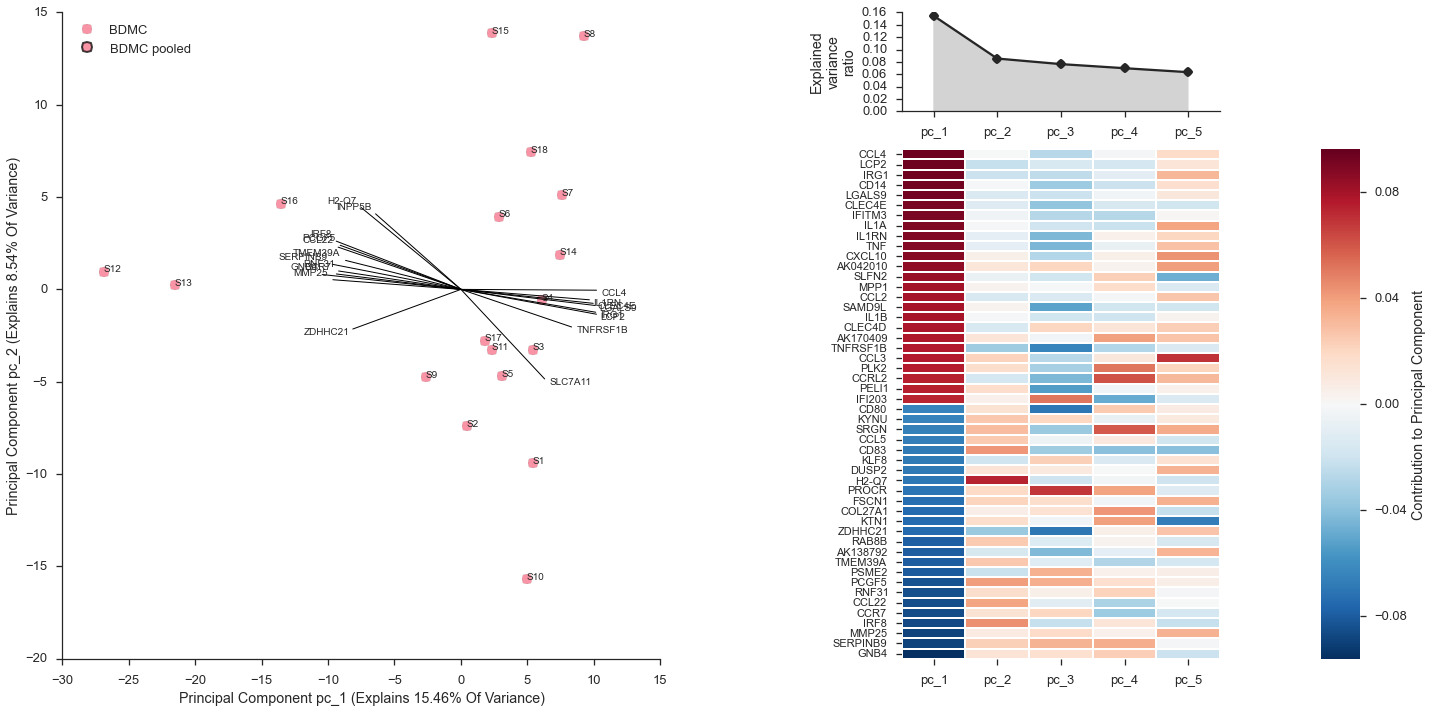 BDMC
BDMC pooled
15
10
5
0
−5
−10
−15
−20
Principal Component pc_2 (Explains 8.54% Of Variance)
S15
S8
S18
S7
S16
S6
S14
S12
S13
S17
S11
S3
S9
S5
S2
S1
S10
H2-Q7
INPP5B
IRF8
CCL22
TMEM39A
SERPINB9
MMP25
ZDHHC21
CCL4
IL1RN
LCP2
TNFRSF1B
SLC7A11
−30
−25
−20
−15
−10
−5
0
5
10
15
Principal Component pc_1 (Explains 15.46% Of Variance)
Explained
variance
ratio
0.16
0.14
0.12
0.10
0.08
0.06
0.04
0.02
0.00
pc_1
pc_2
pc_3
pc_4
pc_5
CCL4
LCP2
IRG1
CD14
LGALS9
CLEC4E
IFITM3
IL1A
IL1RN
TNF
CXCL10
AK042010
SLFN2
MPP1
CCL2
SAMD9L
IL1B
CLEC4D
AK170409
TNFRSF1B
CCL3
PLK2
CCRL2
PELI1
IFI203
CD80
KYNU
SRGN
CCL5
CD83
KLF8
DUSP2
H2-Q7
PROCR
FSCN1
COL27A1
KTN1
ZDHHC21
RAB8B
AK138792
TMEM39A
PSME2
PCGF5
RNF31
CCL22
CCR7
IRF8
MMP25
SERPINB9
GNB4
pc_1
pc_2
pc_3
pc_4
pc_5
0.08
0.04
0.00
−0.04
−0.08
Contribution to Principal Component